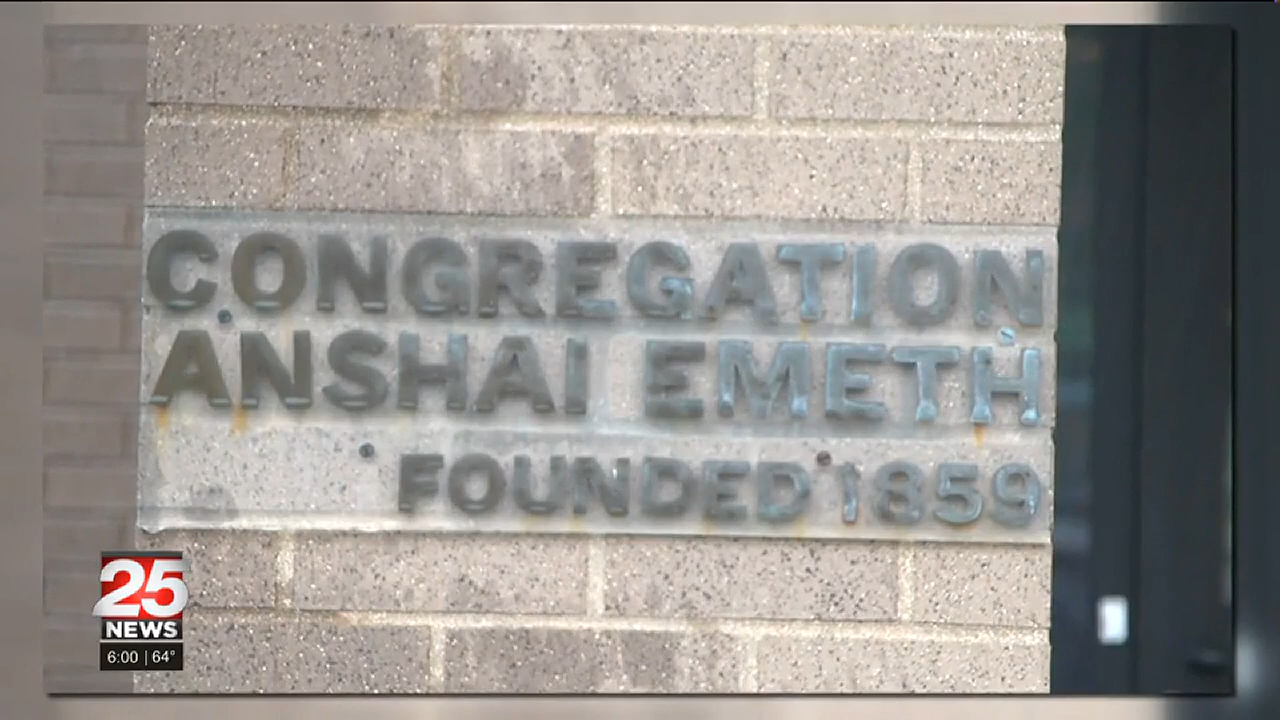 CONGREGATION
ANSHAI EMETH
FOUNDED 1859
25
NEWS
6:00 | 64°